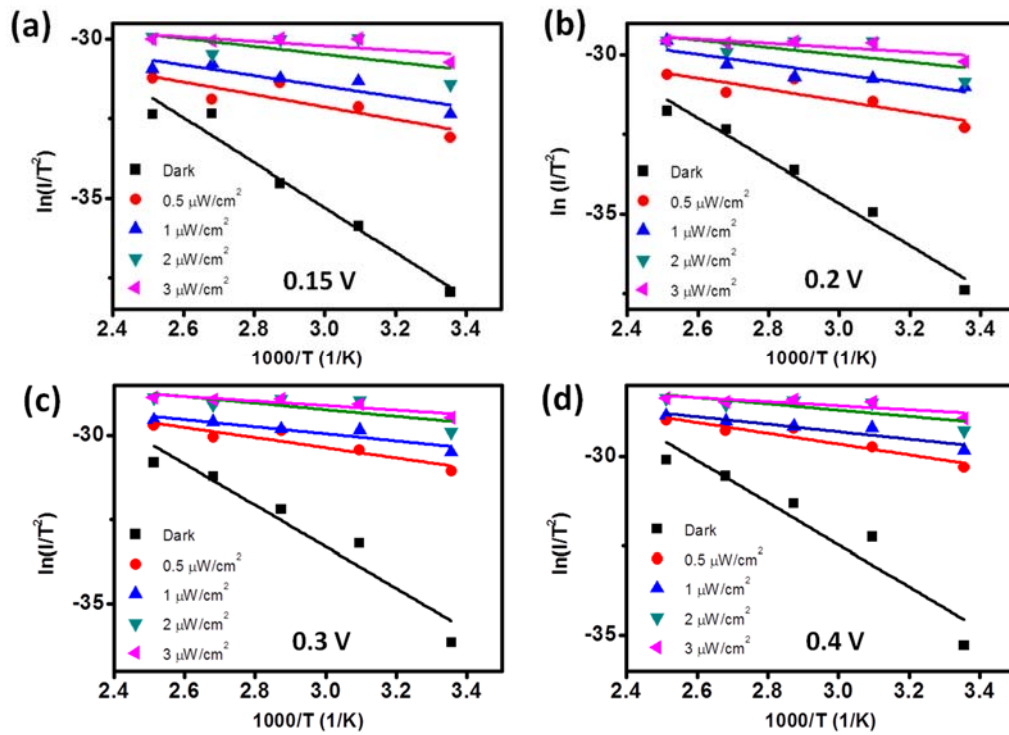 (a)
ln(I/T²)
-30
-35
Dark
0.5 μW/cm²
1 μW/cm²
2 μW/cm²
3 μW/cm²
0.15 V
2.4 2.6 2.8 3.0 3.2 3.4
1000/T (1/K)
(b)
ln (I/T²)
-30
-35
Dark
0.5 μW/cm²
1 μW/cm²
2 μW/cm²
3 μW/cm²
0.2 V
2.4 2.6 2.8 3.0 3.2 3.4
1000/T (1/K)
(c)
ln(I/T²)
-30
-35
Dark
0.5 μW/cm²
1 μW/cm²
2 μW/cm²
3 μW/cm²
0.3 V
2.4 2.6 2.8 3.0 3.2 3.4
1000/T (1/K)
(d)
ln(I/T²)
-30
-35
Dark
0.5 μW/cm²
1 μW/cm²
2 μW/cm²
3 μW/cm²
0.4 V
2.4 2.6 2.8 3.0 3.2 3.4
1000/T (1/K)